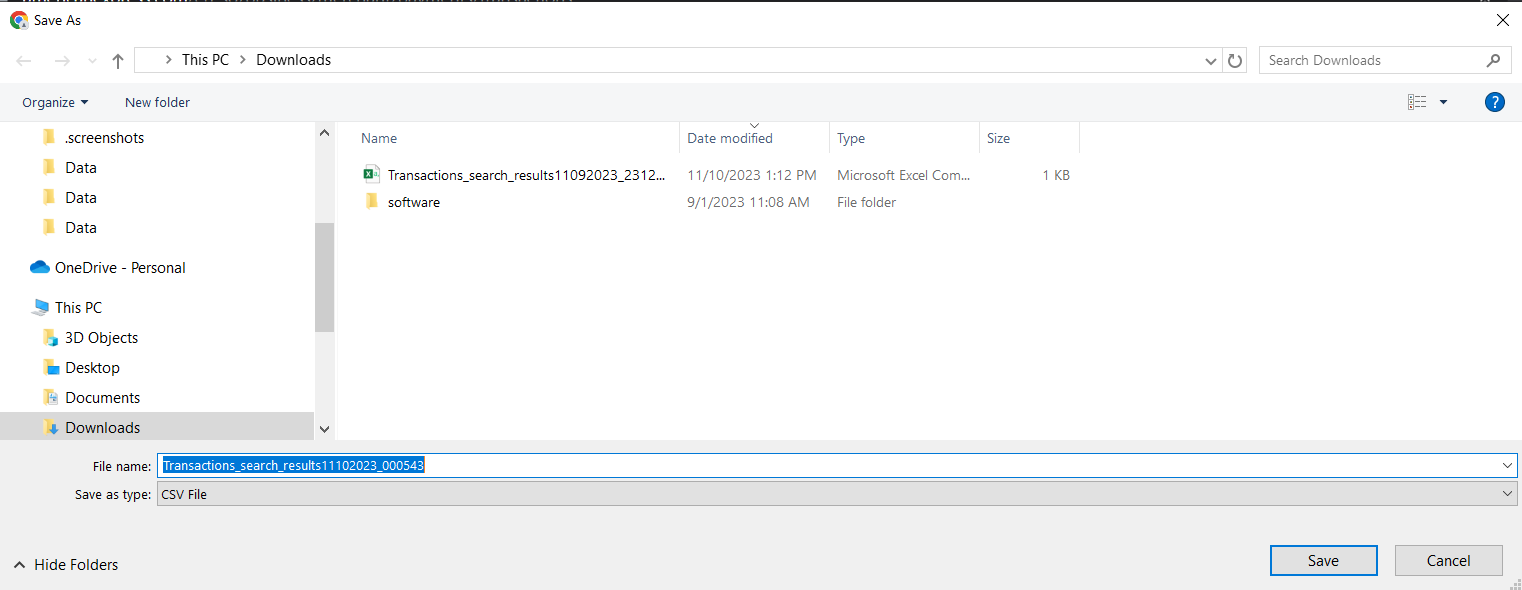 Save As
This PC > Downloads
Search Downloads
Organize New folder
?
.screenshots
Data
Data
Data
OneDrive - Personal
This PC
3D Objects
Desktop
Documents
Downloads
Name Date modified Type Size
Transactions_search_results11092023_2312... 11/10/2023 1:12 PM Microsoft Excel Com... 1 KB
software 9/1/2023 11:08 AM File folder
File name: Transactions_search_results11102023_000543
Save as type: CSV File
Hide Folders
Save Cancel